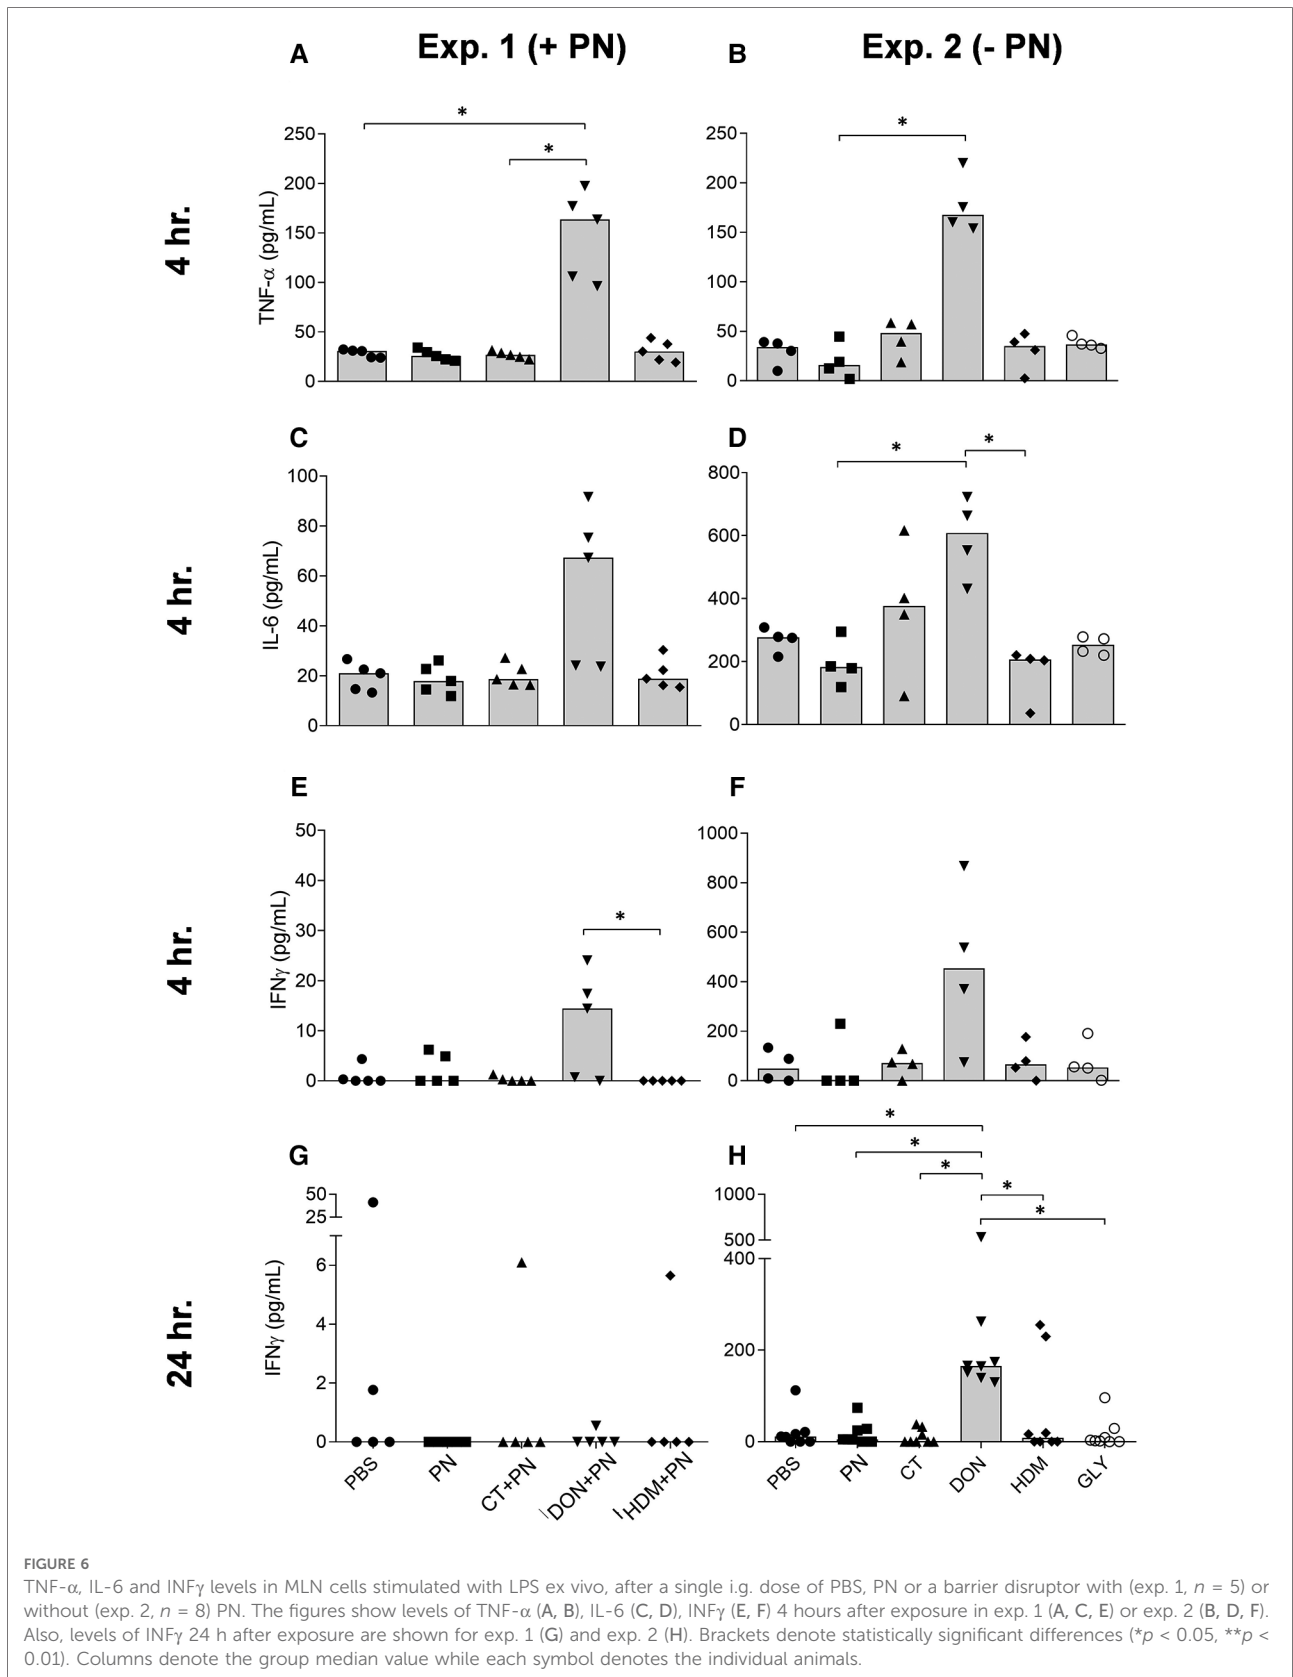 A Exp. 1 (+ PN) B Exp. 2 (- PN)
4 hr.
TNF-α (pg/mL)
250
200
150
100
50
0
*
*
250
200
150
100
50
0
*
C D
4 hr.
IL-6 (pg/mL)
100
80
60
40
20
0
800
600
400
200
0
* *
E F
4 hr.
IFNγ (pg/mL)
50
40
30
20
10
0
*
1000
800
600
400
200
0
G H
24 hr.
IFNγ (pg/mL)
50
25
6
4
2
0
PBS PN CT+PN DON+PN HDM+PN
*
*
*
*
*
1000
500
400
200
0
PBS PN CT DON HDM GLY
FIGURE 6
TNF-α, IL-6 and INFγ levels in MLN cells stimulated with LPS ex vivo, after a single i.g. dose of PBS, PN or a barrier disruptor with (exp. 1, n = 5) or
without (exp. 2, n = 8) PN. The figures show levels of TNF-α (A, B), IL-6 (C, D), INFγ (E, F) 4 hours after exposure in exp. 1 (A, C, E) or exp. 2 (B, D, F).
Also, levels of INFγ 24 h after exposure are shown for exp. 1 (G) and exp. 2 (H). Brackets denote statistically significant differences (*p < 0.05, **p <
0.01). Columns denote the group median value while each symbol denotes the individual animals.